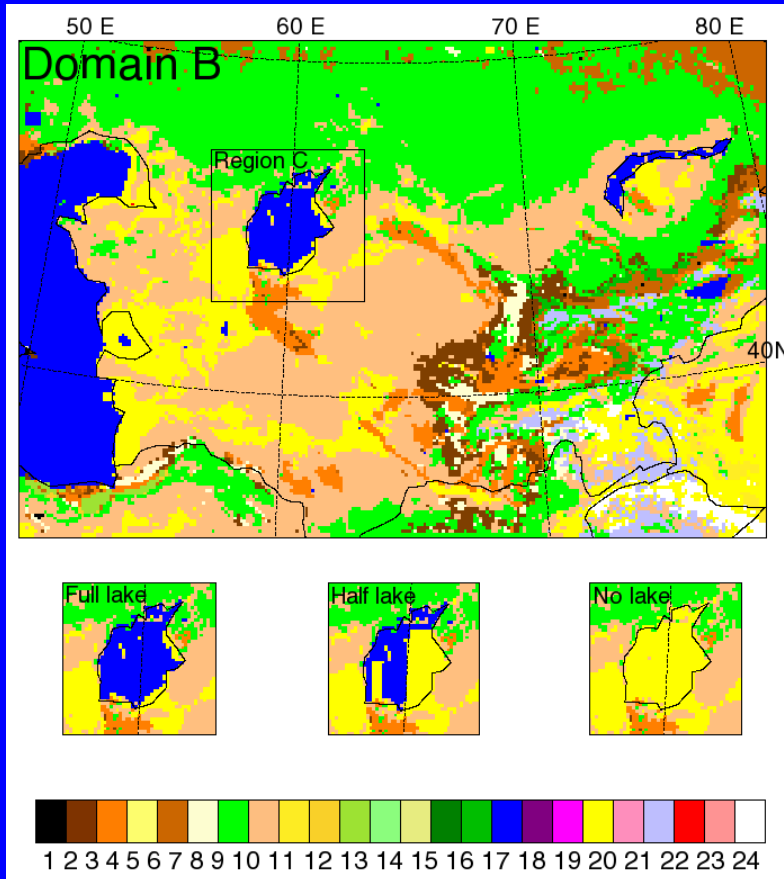 50 E 60 E 70 E 80 E
Domain B
Region C
40N
Full lake Half lake No lake
1 2 3 4 5 6 7 8 9 10 11 12 13 14 15 16 17 18 19 20 21 22 23 24